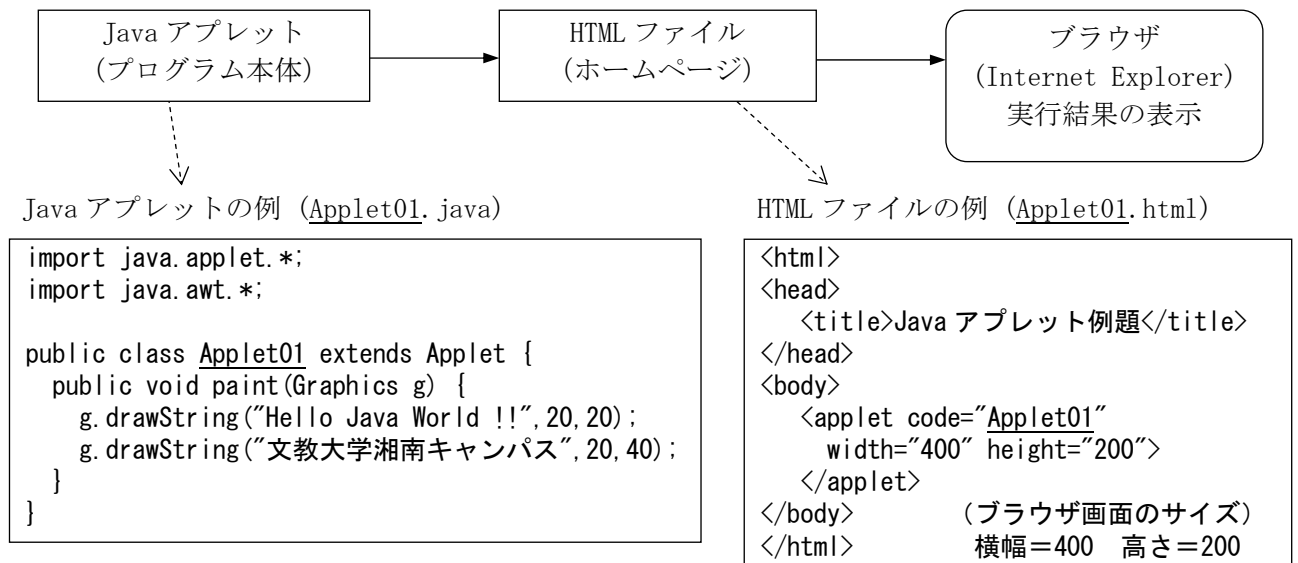 Java アプレット
(プログラム本体)
HTML ファイル
(ホームページ)
ブラウザ
(Internet Explorer)
実行結果の表示
Java アプレットの例 (Applet01.java)
import java.applet.*;
import java.awt.*;
public class Applet01 extends Applet {
public void paint(Graphics g) {
g.drawString("Hello Java World !!",20,20);
g.drawString("文教大学湘南キャンパス",20,40);
}
}
HTML ファイルの例 (Applet01.html)
<html>
<head>
<title>Java アプレット例題</title>
</head>
<body>
<applet code="Applet01"
width="400" height="200">
</applet>
</body> (ブラウザ画面のサイズ)
</html> 横幅＝400 高さ＝200